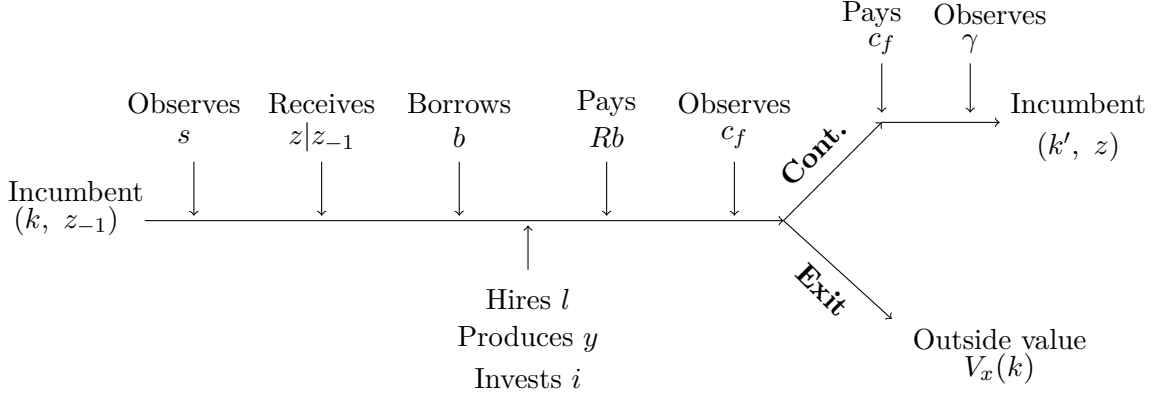 Pays Observes
c_f γ
Observes Receives Borrows Pays Observes
s z|z_{-1} b Rb c_f
Incumbent
(k′, z)
Cont.
Incumbent
(k, z_{-1})
Exit
Hires l
Produces y
Invests i
Outside value
V_x(k)